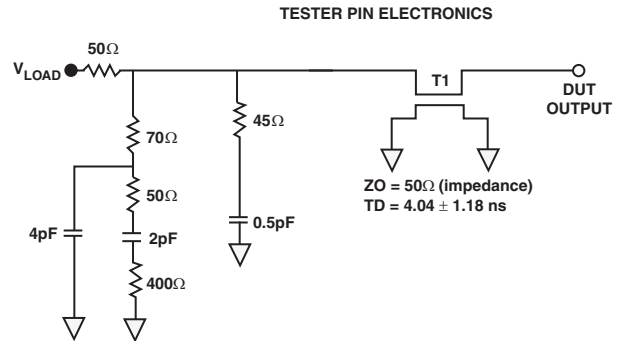 TESTER PIN ELECTRONICS
50Ω
VLOAD
T1
DUT
OUTPUT
70Ω
45Ω
50Ω
ZO = 50Ω (impedance)
TD = 4.04 ± 1.18 ns
4pF
2pF
0.5pF
400Ω